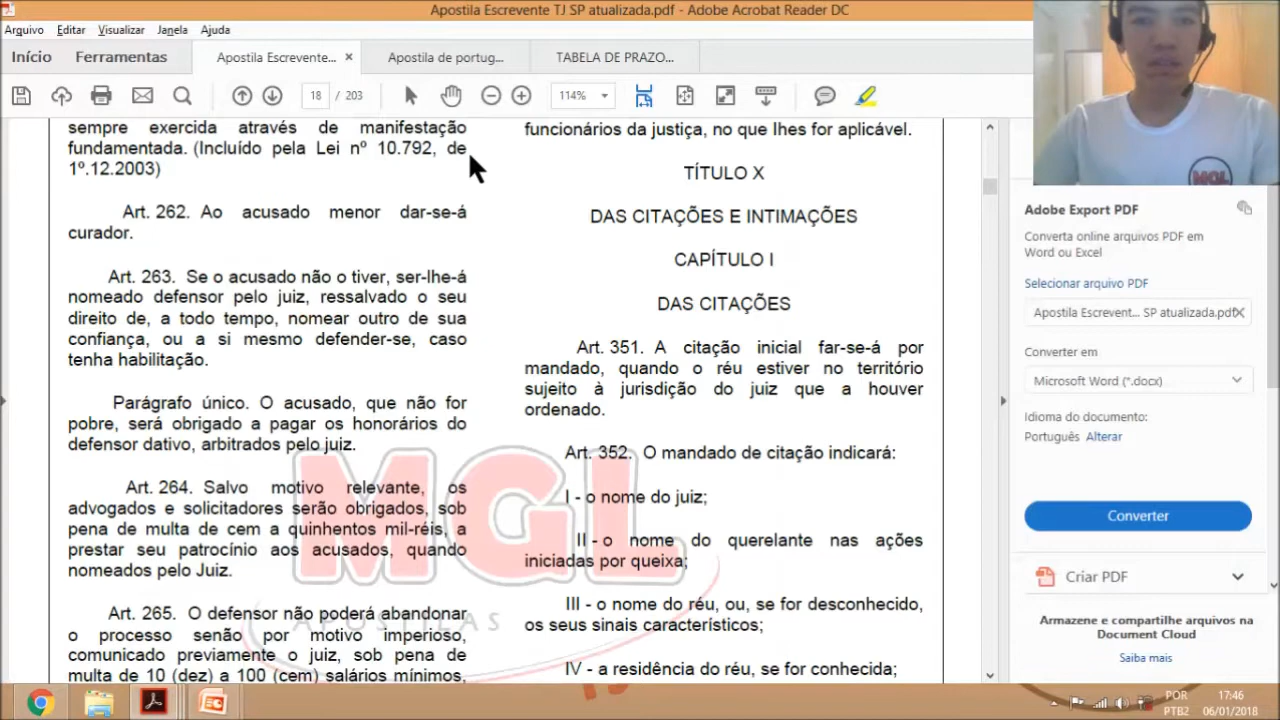 Apostila Escrevente TJ SP atualizada.pdf - Adobe Acrobat Reader DC
Arquivo Editar Visualizar Janela Ajuda
Início Ferramentas Apostila Escrevente... × Apostila de portug... TABELA DE PRAZO...
18 / 203 114%
sempre exercida através de manifestação
fundamentada. (Incluído pela Lei nº 10.792, de
1º.12.2003)
Art. 262. Ao acusado menor dar-se-á
curador.
Art. 263. Se o acusado não o tiver, ser-lhe-á
nomeado defensor pelo juiz, ressalvado o seu
direito de, a todo tempo, nomear outro de sua
confiança, ou a si mesmo defender-se, caso
tenha habilitação.
Parágrafo único. O acusado, que não for
pobre, será obrigado a pagar os honorários do
defensor dativo, arbitrados pelo juiz.
Art. 264. Salvo motivo relevante, os
advogados e solicitadores serão obrigados, sob
pena de multa de cem a quinhentos mil-réis, a
prestar seu patrocínio aos acusados, quando
nomeados pelo Juiz.
Art. 265. O defensor não poderá abandonar
o processo senão por motivo imperioso,
comunicado previamente o juiz, sob pena de
multa de 10 (dez) a 100 (cem) salários mínimos,
funcionários da justiça, no que lhes for aplicável.
TÍTULO X
DAS CITAÇÕES E INTIMAÇÕES
CAPÍTULO I
DAS CITAÇÕES
Art. 351. A citação inicial far-se-á por
mandado, quando o réu estiver no território
sujeito à jurisdição do juiz que a houver
ordenado.
Art. 352. O mandado de citação indicará:
I - o nome do juiz;
II - o nome do querelante nas ações
iniciadas por queixa;
III - o nome do réu, ou, se for desconhecido,
os seus sinais característicos;
IV - a residência do réu, se for conhecida;
MGL
APOSTILAS
MGL
Adobe Export PDF
Converta online arquivos PDF em
Word ou Excel
Selecionar arquivo PDF
Apostila Escrevent... SP atualizada.pdf ×
Converter em
Microsoft Word (*.docx)
Idioma do documento:
Português Alterar
Converter
Criar PDF
Armazene e compartilhe arquivos na
Document Cloud
Saiba mais
POR 17:46
PTB2 06/01/2018